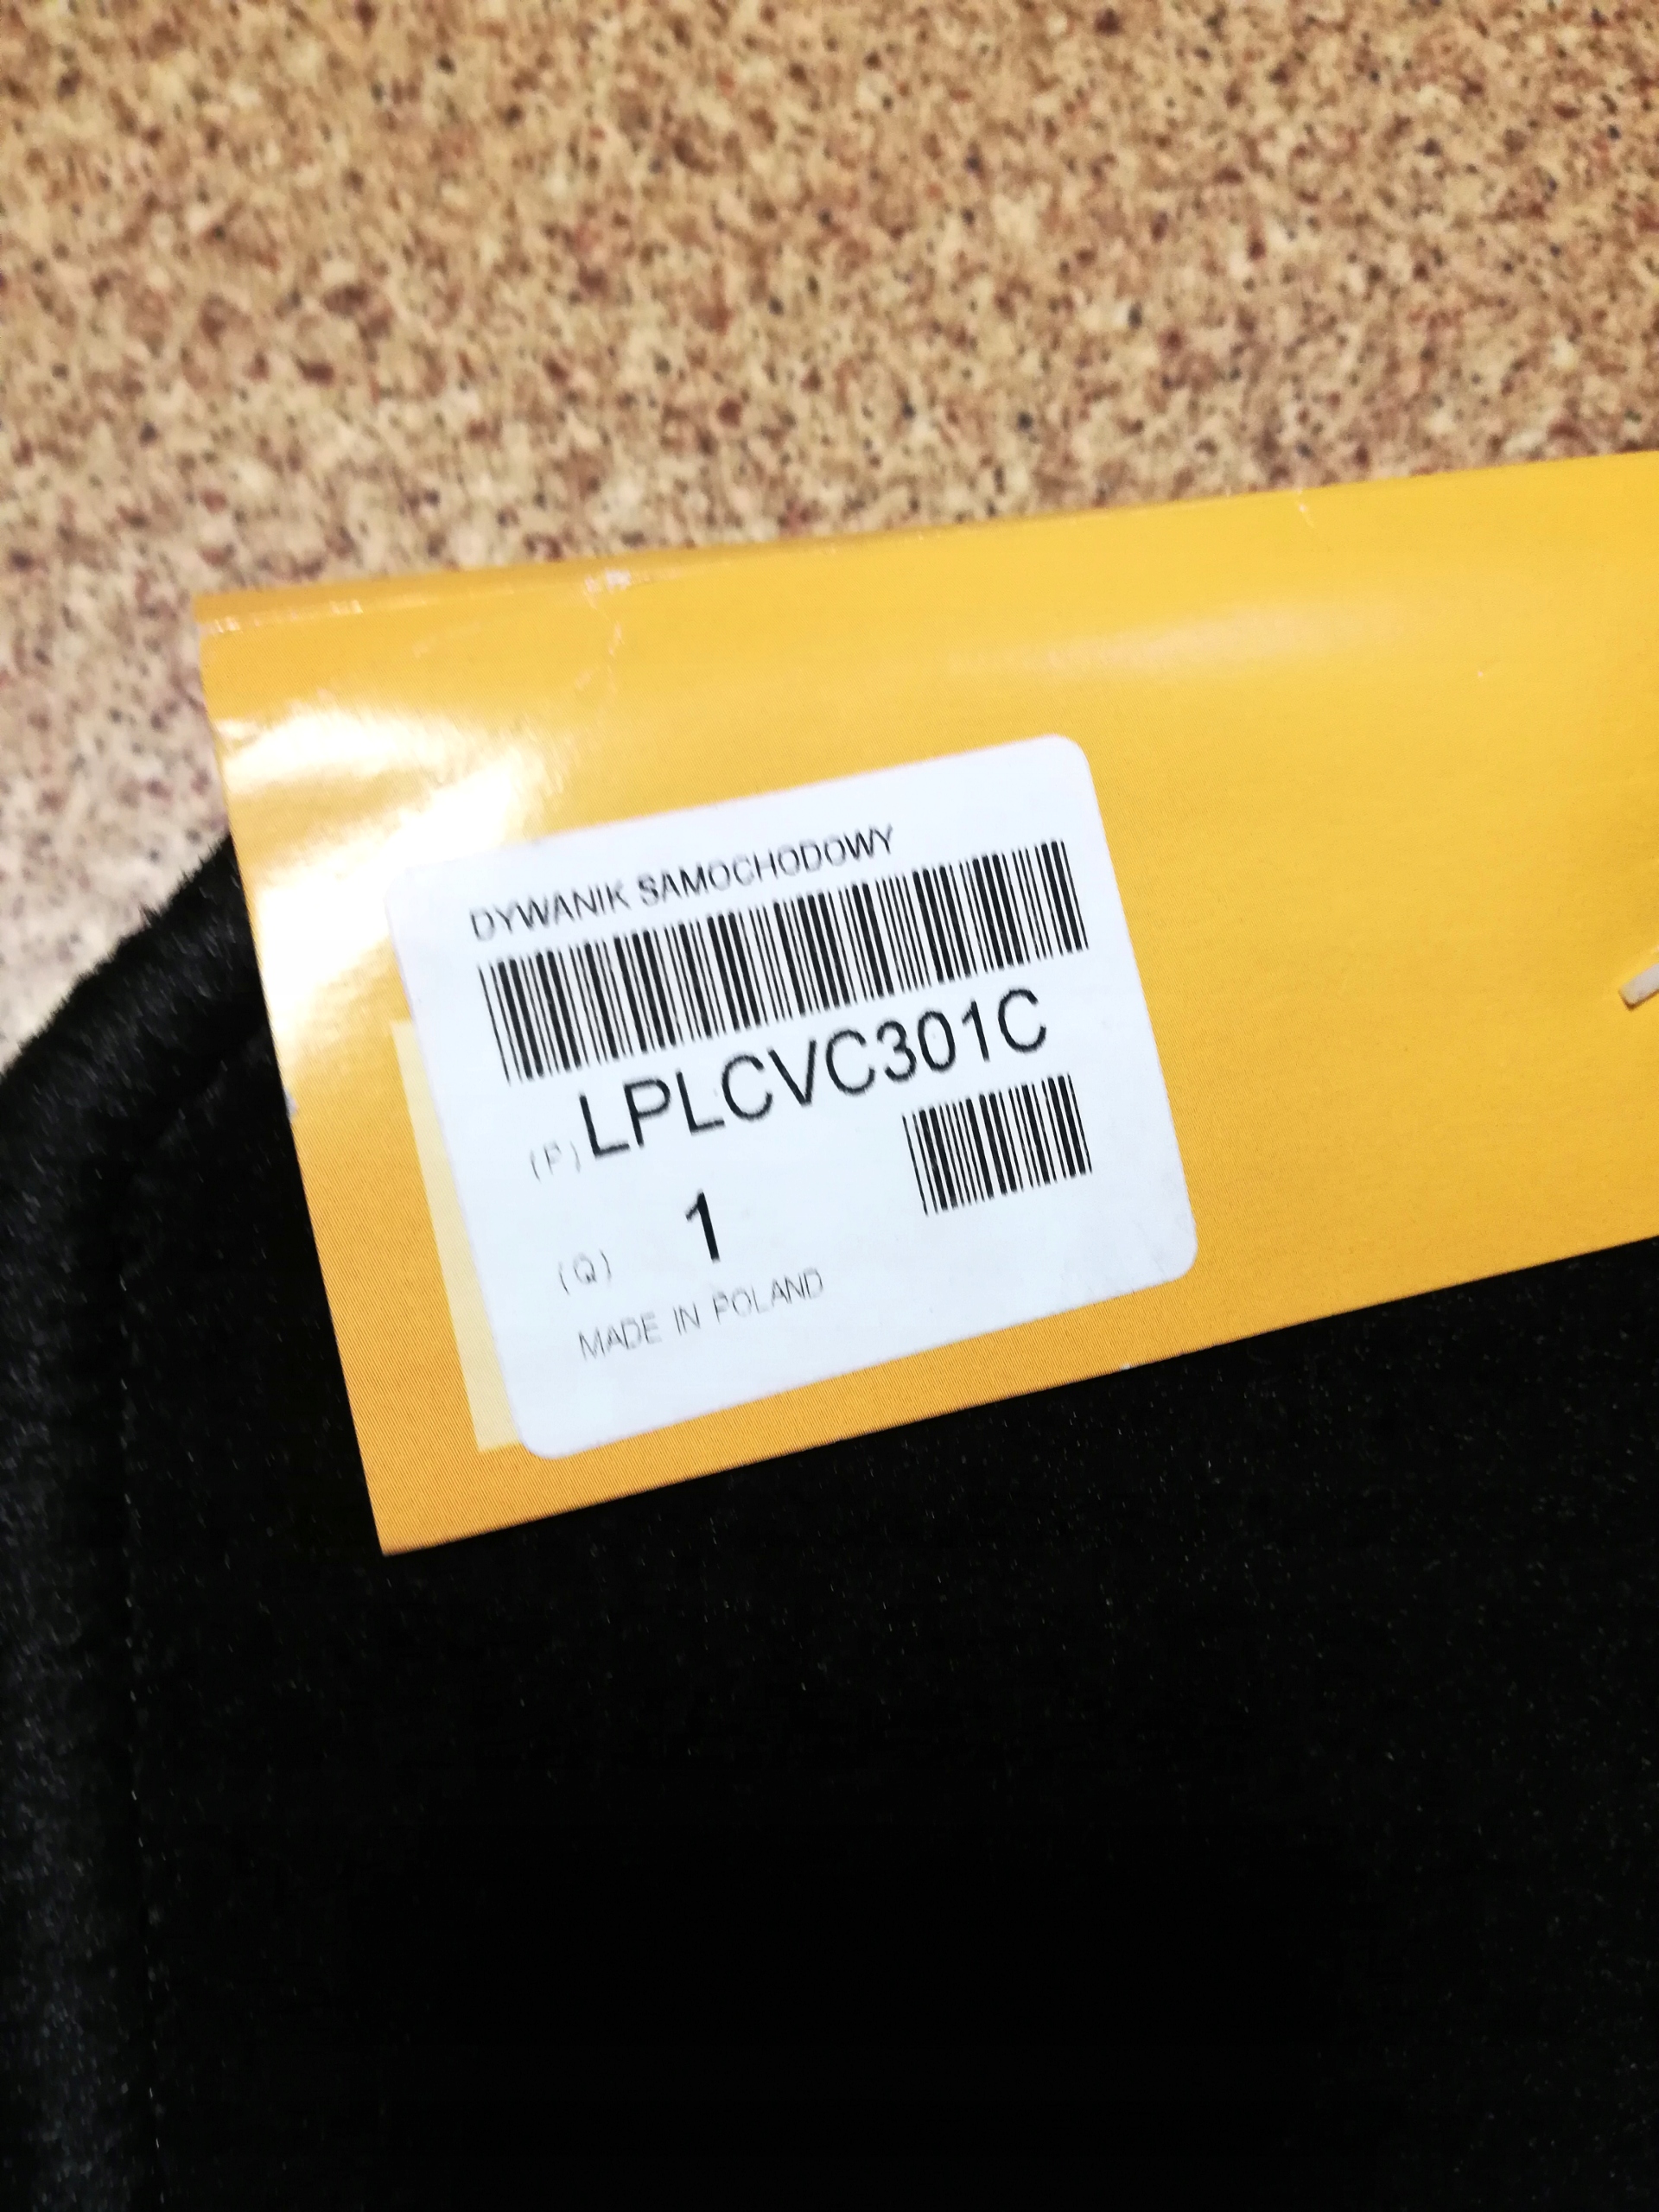 DYWANIK SAMOCHODOWY
(P) LPLCVC301C
(Q) 1
MADE IN POLAND